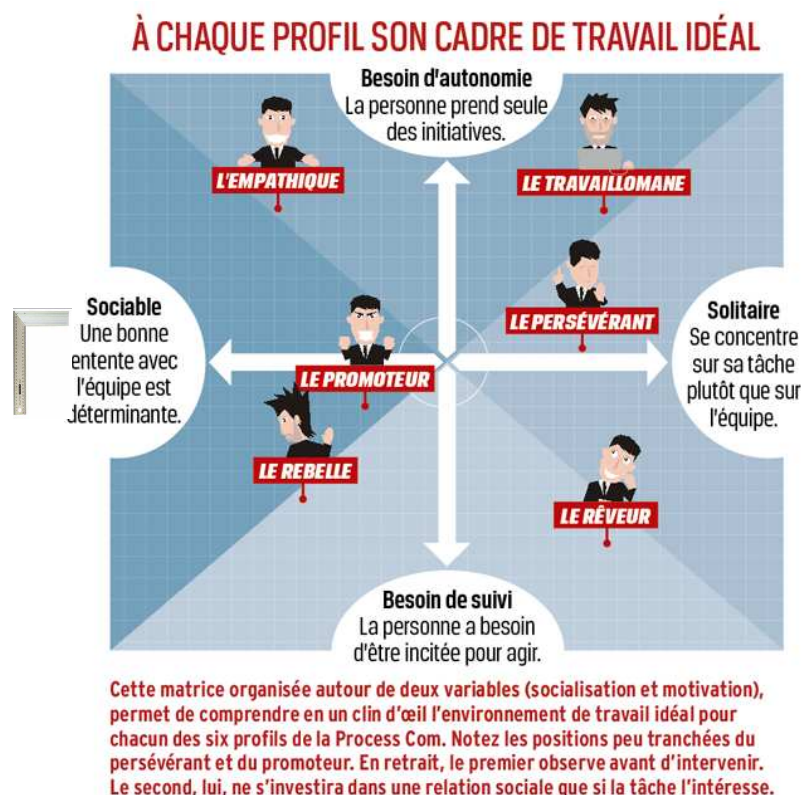 À CHAQUE PROFIL SON CADRE DE TRAVAIL IDÉAL
Besoin d'autonomie
La personne prend seule
des initiatives.
L'EMPATHIQUE
LE TRAVAILLOMANE
Sociable
Une bonne
entente avec
l'équipe est
déterminante.
LE PERSÉVÉRANT
Solitaire
Se concentre
sur sa tâche
plutôt que sur
l'équipe.
LE PROMOTEUR
LE REBELLE
LE RÊVEUR
Besoin de suivi
La personne a besoin
d'être incitée pour agir.
Cette matrice organisée autour de deux variables (socialisation et motivation),
permet de comprendre en un clin d'œil l'environnement de travail idéal pour
chacun des six profils de la Process Com. Notez les positions peu tranchées du
persévérant et du promoteur. En retrait, le premier observe avant d'intervenir.
Le second, lui, ne s'investira dans une relation sociale que si la tâche l'intéresse.